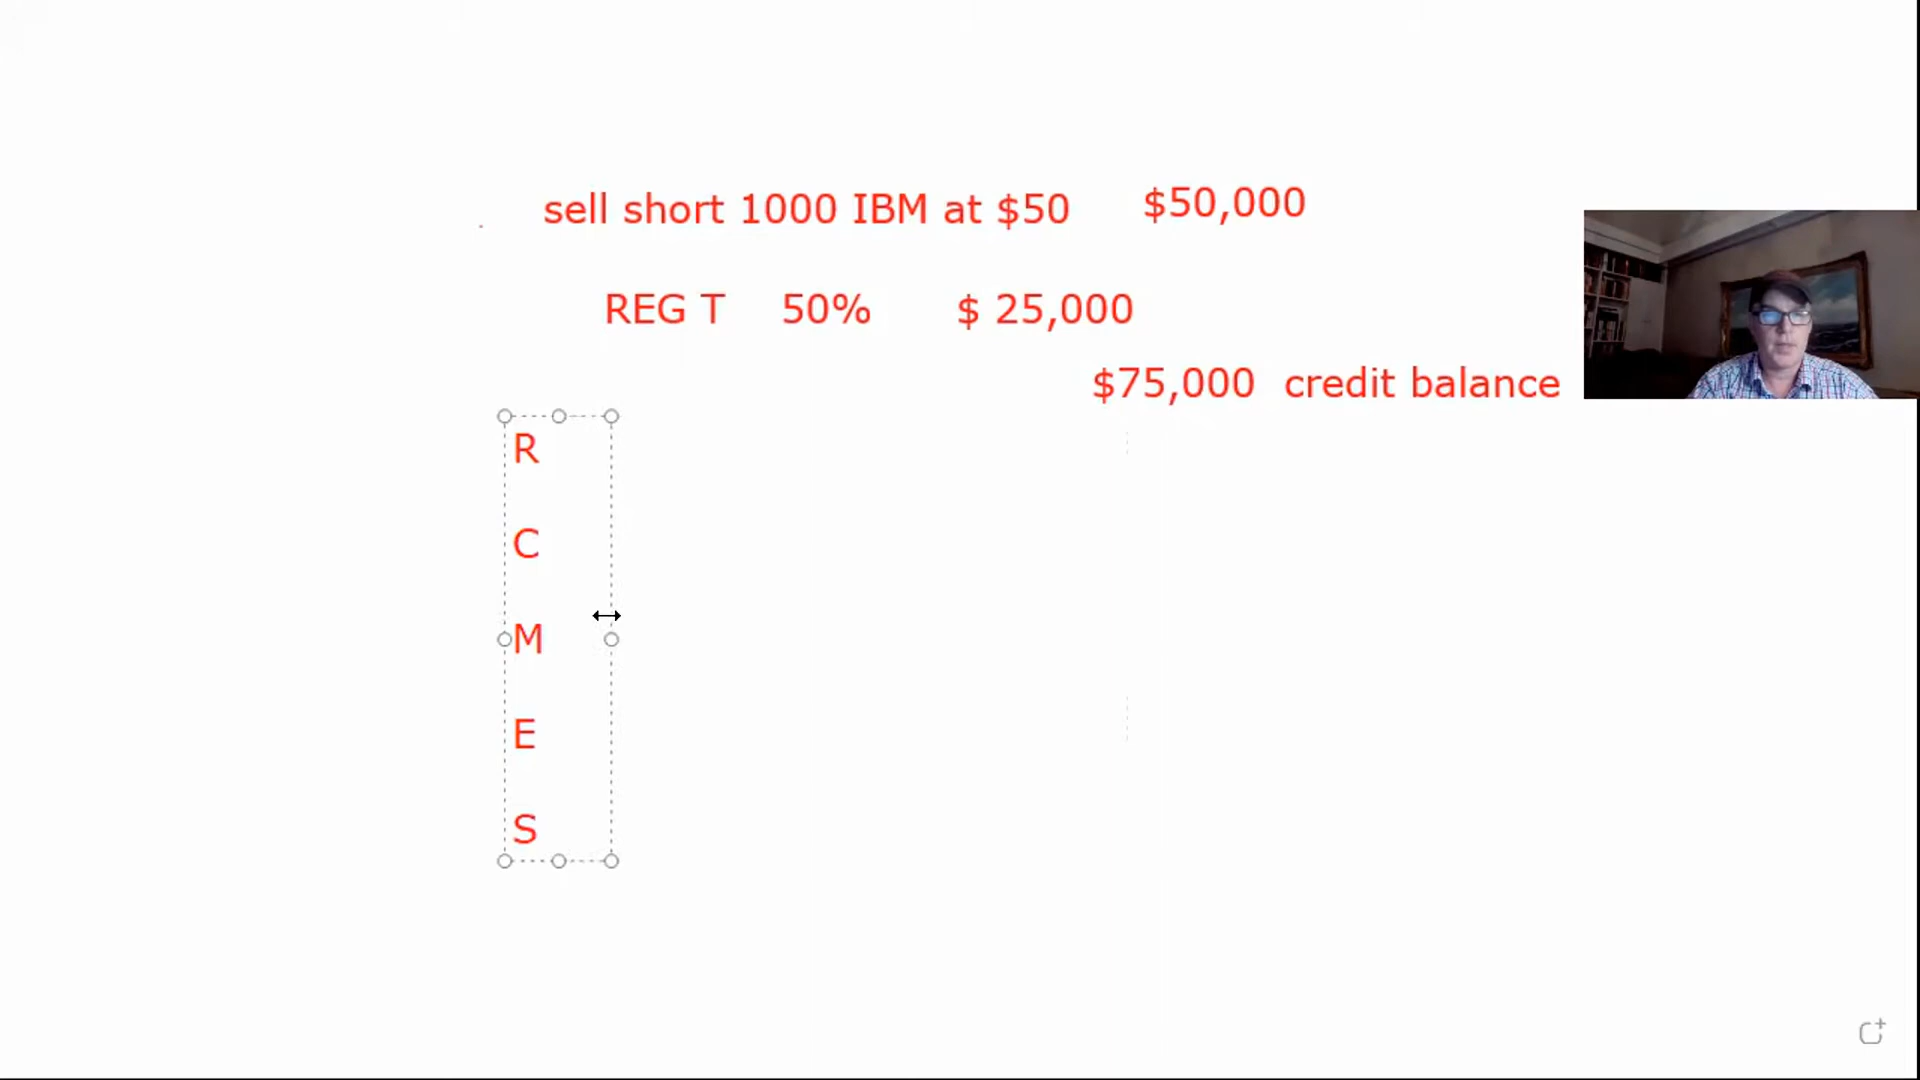 sell short 1000 IBM at $50 $50,000
REG T 50% $ 25,000
$75,000 credit balance
R
C
M
E
S